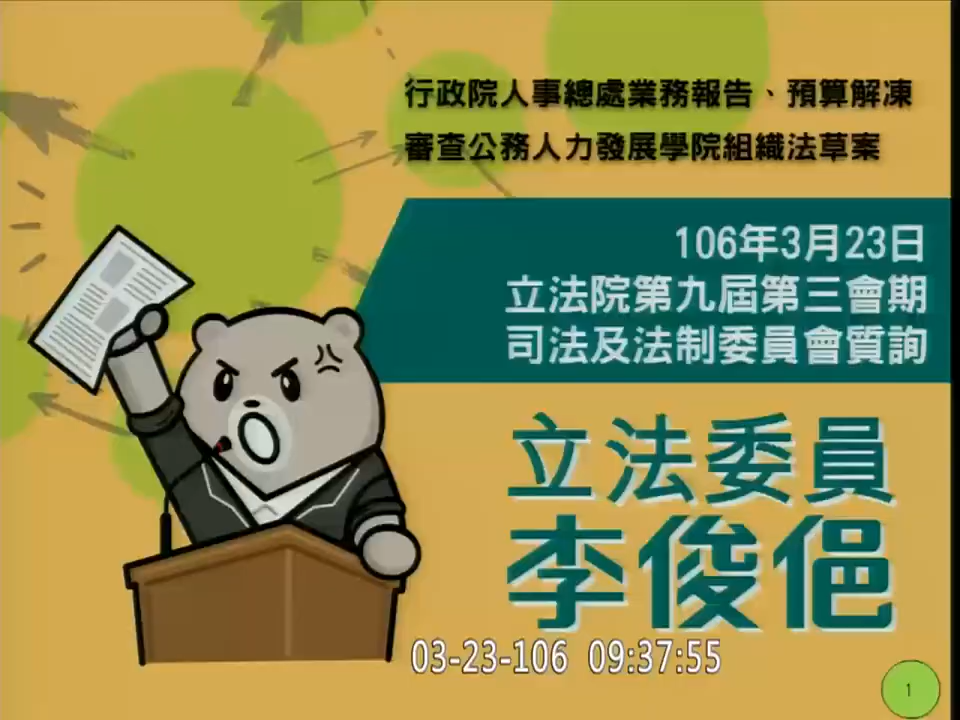 行政院人事總處業務報告、預算解凍
審查公務人力發展學院組織法草案
106年3月23日
立法院第九屆第三會期
司法及法制委員會質詢
立法委員
李俊俋
03-23-106 09:37:55
1